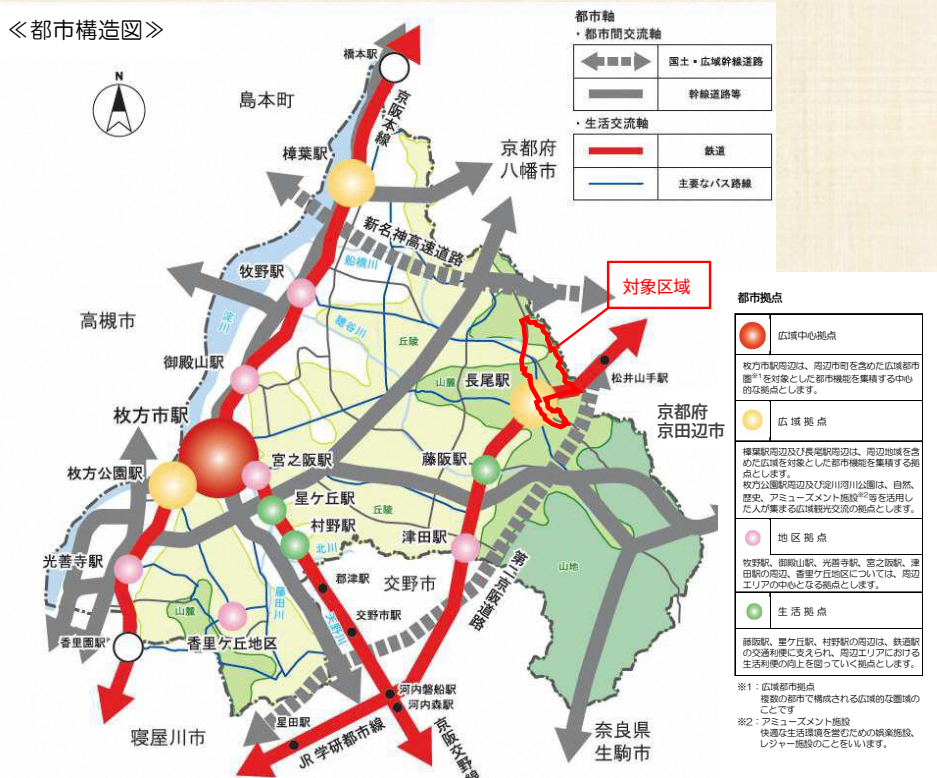 ≪都市構造図≫
N
島本町
橋本駅
京阪本線
樟葉駅
京都府
八幡市
新名神高速道路
船橋川
牧野駅
淀川
穂谷川
高槻市
御殿山駅
丘陵
山麓
長尾駅
対象区域
松井山手駅
京都府
京田辺市
枚方市駅
枚方公園駅
宮之阪駅
藤阪駅
星ケ丘駅
丘陵
村野駅
北川
津田駅
光善寺駅
郡津駅
交野市
第二京阪道路
山地
山麓
藤田川
天野川
交野市駅
香里園駅
香里ケ丘地区
河内磐船駅
河内森駅
星田駅
寝屋川市
JR学研都市線
京阪交野線
奈良県
生駒市
都市軸
・都市間交流軸
国土・広域幹線道路
幹線道路等
・生活交流軸
鉄道
主要なバス路線
都市拠点
広域中心拠点
枚方市駅周辺は、周辺市町を含めた広域都市
圏※1を対象とした都市機能を集積する中心
的な拠点とします。
広域拠点
樟葉駅周辺及び長尾駅周辺は、周辺地域を含
めた広域を対象とした都市機能を集積する拠
点とします。
枚方公園駅周辺及び淀川河川公園は、自然、
歴史、アミューズメント施設※2等を活用し
た人が集まる広域観光交流の拠点とします。
地区拠点
牧野駅、御殿山駅、光善寺駅、宮之阪駅、津
田駅の周辺、香里ケ丘地区については、周辺
エリアの中心となる拠点とします。
生活拠点
藤阪駅、星ケ丘駅、村野駅の周辺は、鉄道駅
の交通利便に支えられ、周辺エリアにおける
生活利便の向上を図っていく拠点とします。
※1：広域都市拠点
複数の都市で構成される広域的な圏域の
ことです
※2：アミューズメント施設
快適な生活環境を営むための娯楽施設、
レジャー施設のことをいいます。